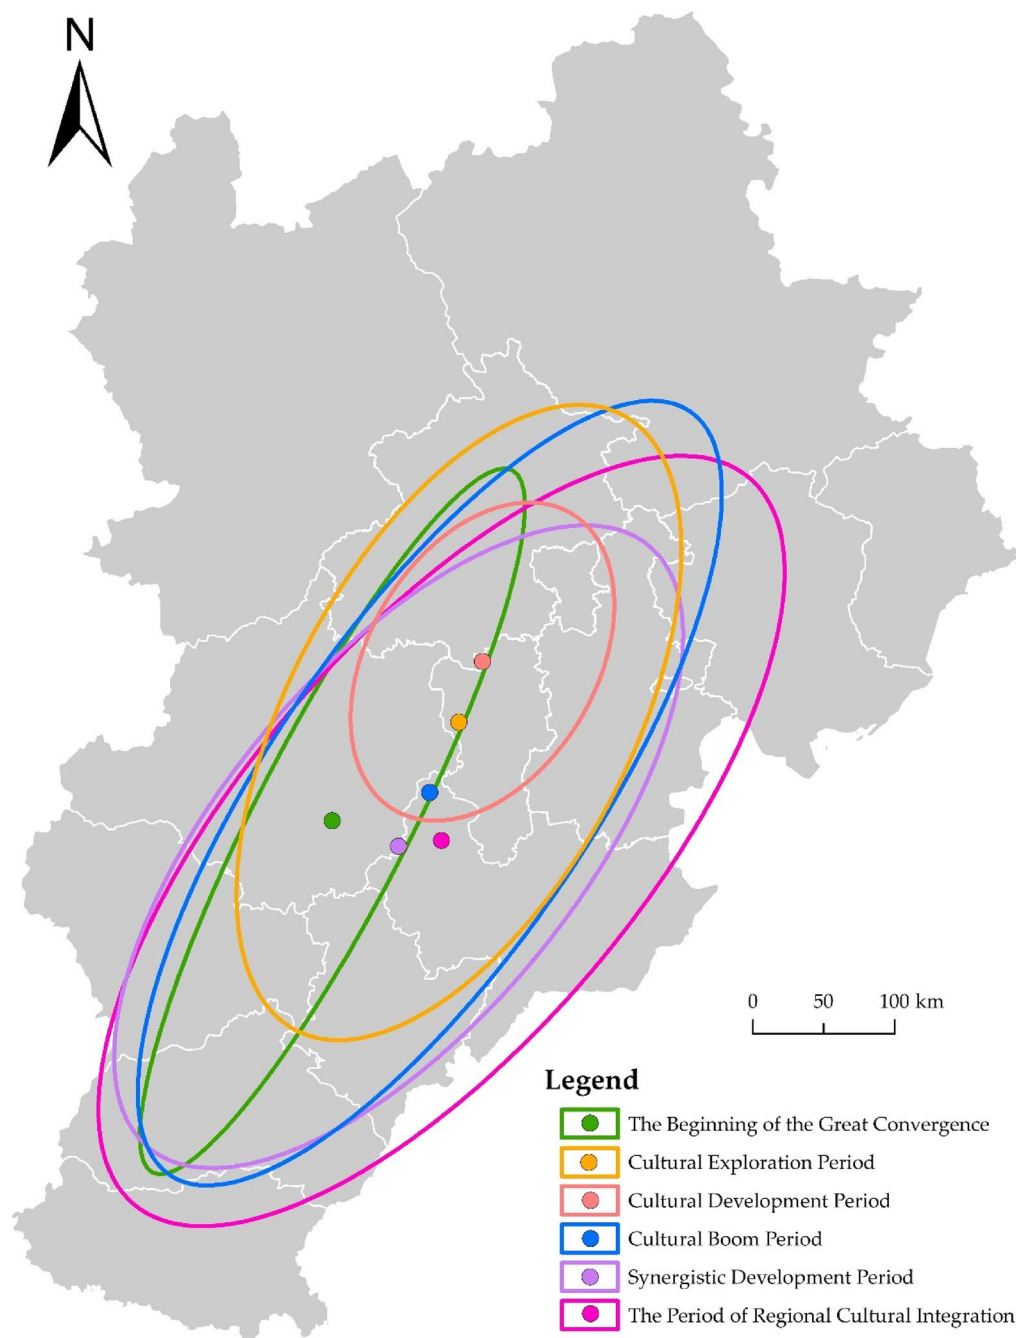 N
0 50 100 km
Legend
The Beginning of the Great Convergence
Cultural Exploration Period
Cultural Development Period
Cultural Boom Period
Synergistic Development Period
The Period of Regional Cultural Integration